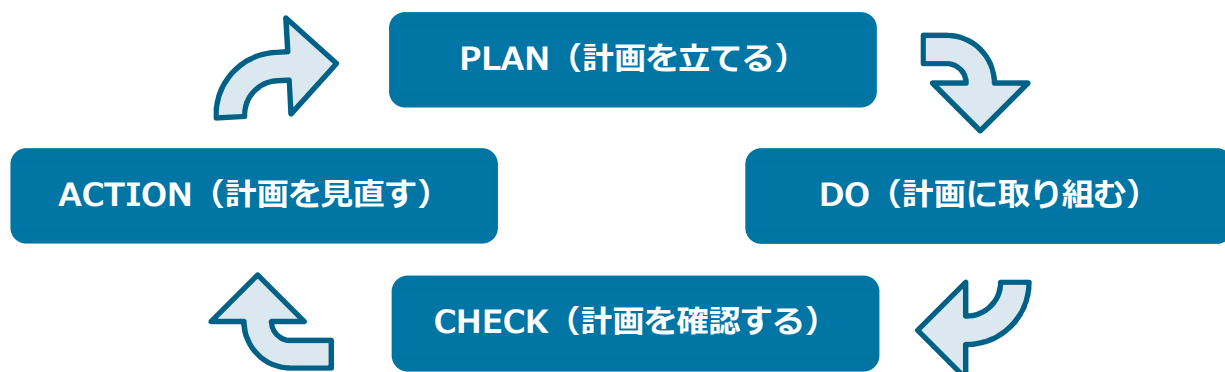 PLAN（計画を立てる）
ACTION（計画を見直す）
DO（計画に取り組む）
CHECK（計画を確認する）